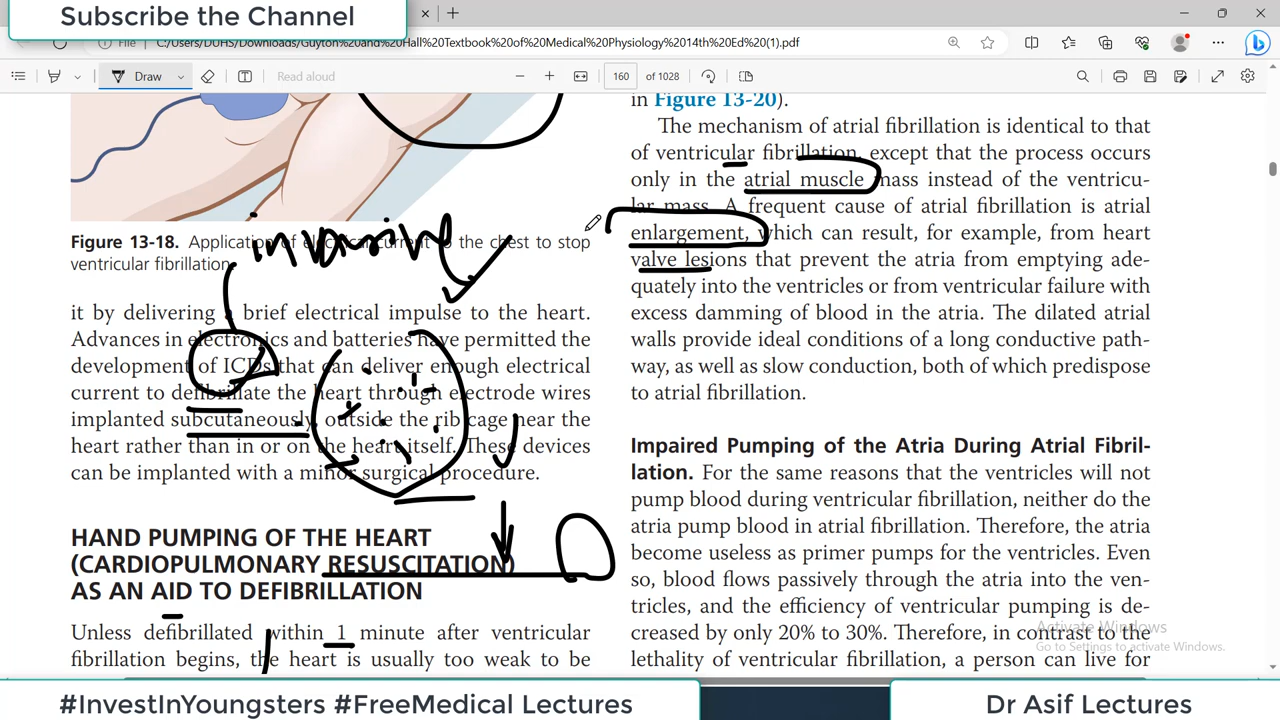 Subscribe the Channel
File
C:/Users/DUHS/Downloads/Guyton%20and%20Hall%20Textbook%20of%20Medical%20Physiology%2014th%20Ed%20(1).pdf
Draw
Read aloud
160 of 1028
Figure 13-18. Application of electrical current to the chest to stop
ventricular fibrillation.
it by delivering a brief electrical impulse to the heart.
Advances in electronics and batteries have permitted the
development of ICDs that can deliver enough electrical
current to defibrillate the heart through electrode wires
implanted subcutaneously, outside the rib cage near the
heart rather than in or on the heart itself. These devices
can be implanted with a minor surgical procedure.
HAND PUMPING OF THE HEART
(CARDIOPULMONARY RESUSCITATION)
AS AN AID TO DEFIBRILLATION
Unless defibrillated within 1 minute after ventricular
fibrillation begins, the heart is usually too weak to be
in Figure 13-20).
The mechanism of atrial fibrillation is identical to that
of ventricular fibrillation, except that the process occurs
only in the atrial muscle mass instead of the ventricu-
lar mass. A frequent cause of atrial fibrillation is atrial
enlargement, which can result, for example, from heart
valve lesions that prevent the atria from emptying ade-
quately into the ventricles or from ventricular failure with
excess damming of blood in the atria. The dilated atrial
walls provide ideal conditions of a long conductive path-
way, as well as slow conduction, both of which predispose
to atrial fibrillation.
Impaired Pumping of the Atria During Atrial Fibril-
lation. For the same reasons that the ventricles will not
pump blood during ventricular fibrillation, neither do the
atria pump blood in atrial fibrillation. Therefore, the atria
become useless as primer pumps for the ventricles. Even
so, blood flows passively through the atria into the ven-
tricles, and the efficiency of ventricular pumping is de-
creased by only 20% to 30%. Therefore, in contrast to the
lethality of ventricular fibrillation, a person can live for
Activate Windows
Go to Settings to activate Windows.
#InvestInYoungsters #FreeMedical Lectures
Dr Asif Lectures